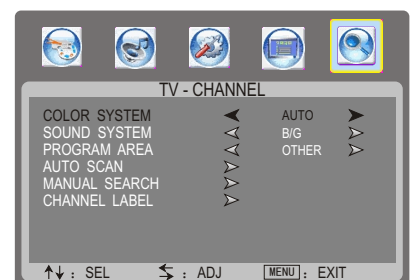 TV - CHANNEL
COLOR SYSTEM AUTO
SOUND SYSTEM B/G
PROGRAM AREA OTHER
AUTO SCAN
MANUAL SEARCH
CHANNEL LABEL
: SEL : ADJ MENU : EXIT